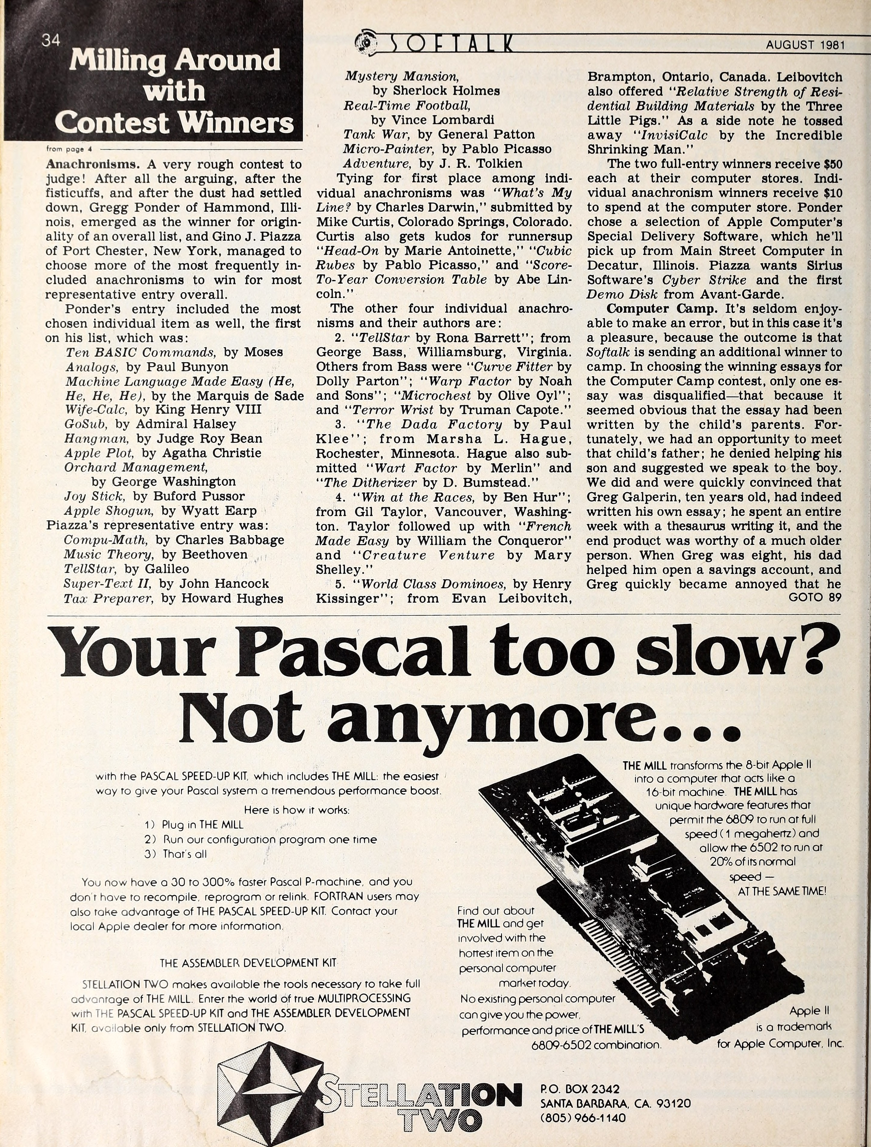 34
SOFTALK
AUGUST 1981
Milling Around
with
Contest Winners
from page 4
Anachronisms. A very rough contest to
judge! After all the arguing, after the
fisticuffs, and after the dust had settled
down, Gregg Ponder of Hammond, Illi-
nois, emerged as the winner for origin-
ality of an overall list, and Gino J. Piazza
of Port Chester, New York, managed to
choose more of the most frequently in-
cluded anachronisms to win for most
representative entry overall.
Ponder's entry included the most
chosen individual item as well, the first
on his list, which was:
Ten BASIC Commands, by Moses
Analogs, by Paul Bunyon
Machine Language Made Easy (He,
He, He, He), by the Marquis de Sade
Wife-Calc, by King Henry VIII
GoSub, by Admiral Halsey
Hangman, by Judge Roy Bean
Apple Plot, by Agatha Christie
Orchard Management,
by George Washington
Joy Stick, by Buford Pussor
Apple Shogun, by Wyatt Earp
Piazza's representative entry was:
Compu-Math, by Charles Babbage
Music Theory, by Beethoven
TellStar, by Galileo
Super-Text II, by John Hancock
Tax Preparer, by Howard Hughes
Mystery Mansion,
by Sherlock Holmes
Real-Time Football,
by Vince Lombardi
Tank War, by General Patton
Micro-Painter, by Pablo Picasso
Adventure, by J. R. Tolkien
Tying for first place among indi-
vidual anachronisms was "What's My
Line? by Charles Darwin," submitted by
Mike Curtis, Colorado Springs, Colorado.
Curtis also gets kudos for runnersup
"Head-On by Marie Antoinette," "Cubic
Rubes by Pablo Picasso," and "Score-
To-Year Conversion Table by Abe Lin-
coln."
The other four individual anachro-
nisms and their authors are:
2. "TellStar by Rona Barrett"; from
George Bass, Williamsburg, Virginia.
Others from Bass were "Curve Fitter by
Dolly Parton"; "Warp Factor by Noah
and Sons"; "Microchest by Olive Oyl";
and "Terror Wrist by Truman Capote."
3. "The Dada Factory by Paul
Klee"; from Marsha L. Hague,
Rochester, Minnesota. Hague also sub-
mitted "Wart Factor by Merlin" and
"The Ditherizer by D. Bumstead."
4. "Win at the Races, by Ben Hur";
from Gil Taylor, Vancouver, Washing-
ton. Taylor followed up with "French
Made Easy by William the Conqueror"
and "Creature Venture by Mary
Shelley."
5. "World Class Dominoes, by Henry
Kissinger"; from Evan Leibovitch,
Brampton, Ontario, Canada. Leibovitch
also offered "Relative Strength of Resi-
dential Building Materials by the Three
Little Pigs." As a side note he tossed
away "InvisiCalc by the Incredible
Shrinking Man."
The two full-entry winners receive $50
each at their computer stores. Indi-
vidual anachronism winners receive $10
to spend at the computer store. Ponder
chose a selection of Apple Computer's
Special Delivery Software, which he'll
pick up from Main Street Computer in
Decatur, Illinois. Piazza wants Sirius
Software's Cyber Strike and the first
Demo Disk from Avant-Garde.
Computer Camp. It's seldom enjoy-
able to make an error, but in this case it's
a pleasure, because the outcome is that
Softalk is sending an additional winner to
camp. In choosing the winning essays for
the Computer Camp contest, only one es-
say was disqualified—that because it
seemed obvious that the essay had been
written by the child's parents. For-
tunately, we had an opportunity to meet
that child's father; he denied helping his
son and suggested we speak to the boy.
We did and were quickly convinced that
Greg Galperin, ten years old, had indeed
written his own essay; he spent an entire
week with a thesaurus writing it, and the
end product was worthy of a much older
person. When Greg was eight, his dad
helped him open a savings account, and
Greg quickly became annoyed that he
GOTO 89
Your Pascal too slow?
Not anymore...
with the PASCAL SPEED-UP KIT, which includes THE MILL: the easiest
way to give your Pascal system a tremendous performance boost.
Here is how it works:
1) Plug in THE MILL
2) Run our configuration program one time
3) That's all
You now have a 30 to 300% faster Pascal P-machine, and you
don't have to recompile, reprogram or relink. FORTRAN users may
also take advantage of THE PASCAL SPEED-UP KIT. Contact your
local Apple dealer for more information.
THE ASSEMBLER DEVELOPMENT KIT
STELLATION TWO makes available the tools necessary to take full
advantage of THE MILL. Enter the world of true MULTIPROCESSING
with THE PASCAL SPEED-UP KIT and THE ASSEMBLER DEVELOPMENT
KIT, available only from STELLATION TWO.
THE MILL transforms the 8-bit Apple II
into a computer that acts like a
16-bit machine. THE MILL has
unique hardware features that
permit the 6809 to run at full
speed (1 megahertz) and
allow the 6502 to run at
20% of its normal
speed —
AT THE SAME TIME!
Find out about
THE MILL and get
involved with the
hottest item on the
personal computer
market today.
No existing personal computer
can give you the power,
performance and price of THE MILL'S
6809-6502 combination.
Apple II
is a trademark
for Apple Computer, Inc.
STELLATION
TWO
P.O. BOX 2342
SANTA BARBARA, CA. 93120
(805) 966-1140